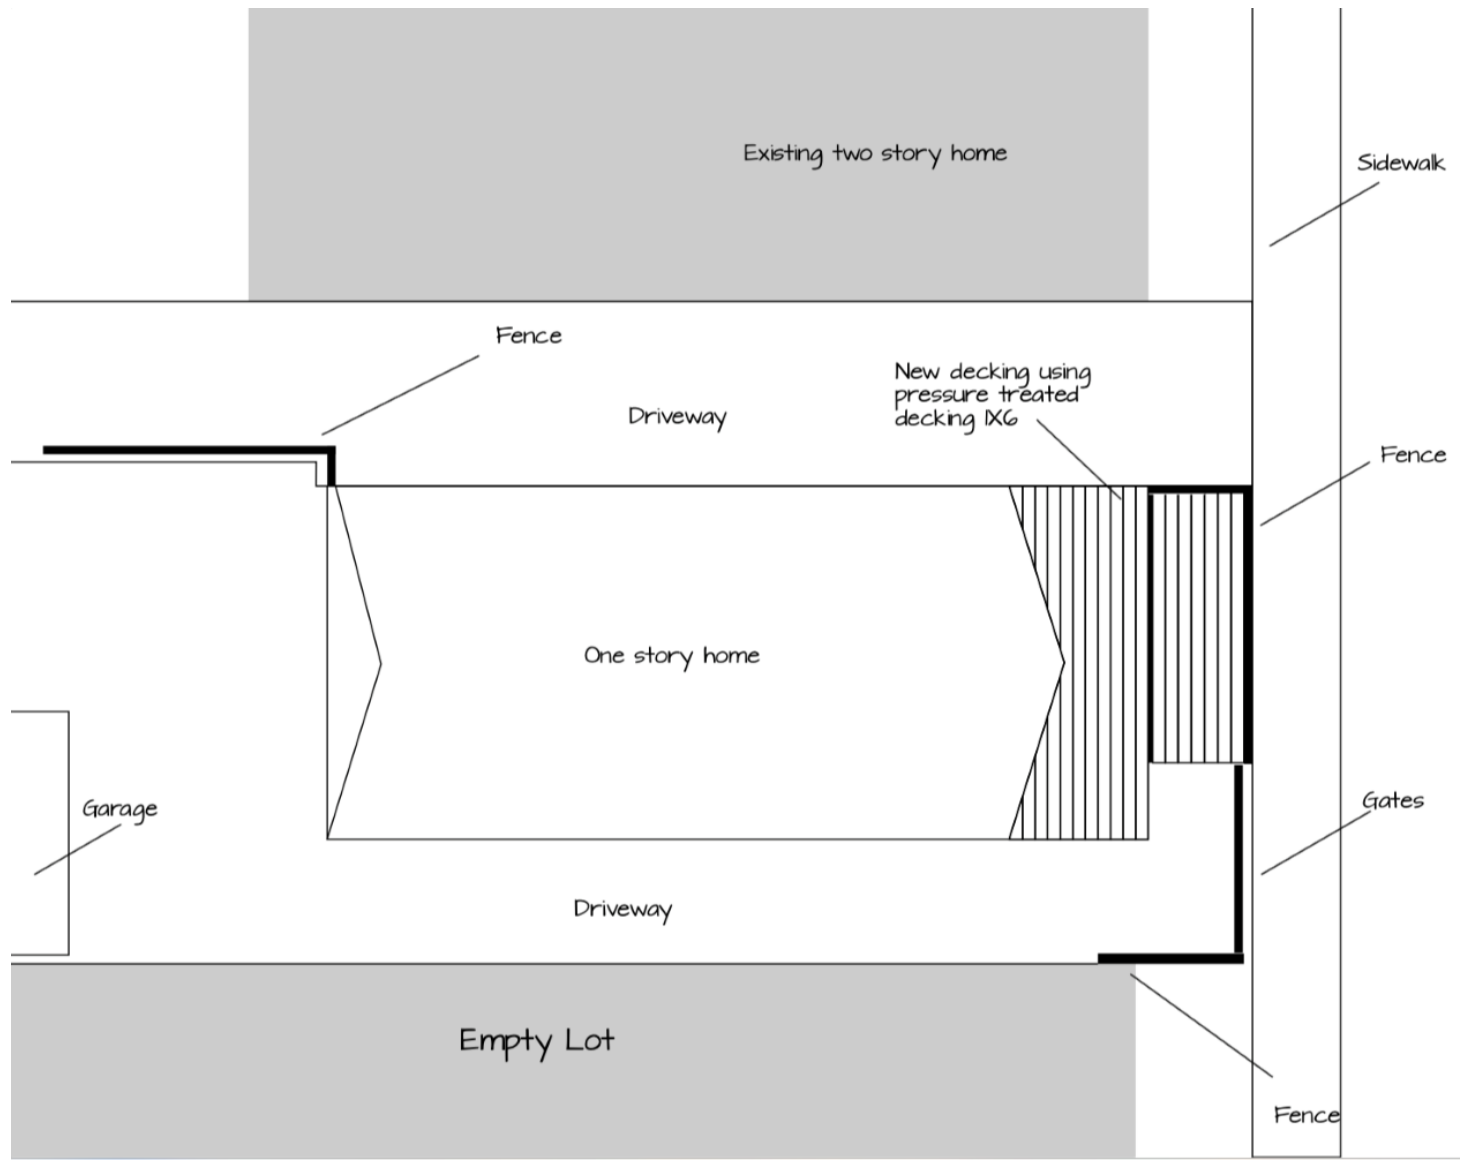 Existing two story home
Sidewalk
Fence
New decking using
pressure treated
decking 1X6
Driveway
Fence
One story home
Gates
Garage
Driveway
Empty Lot
Fence